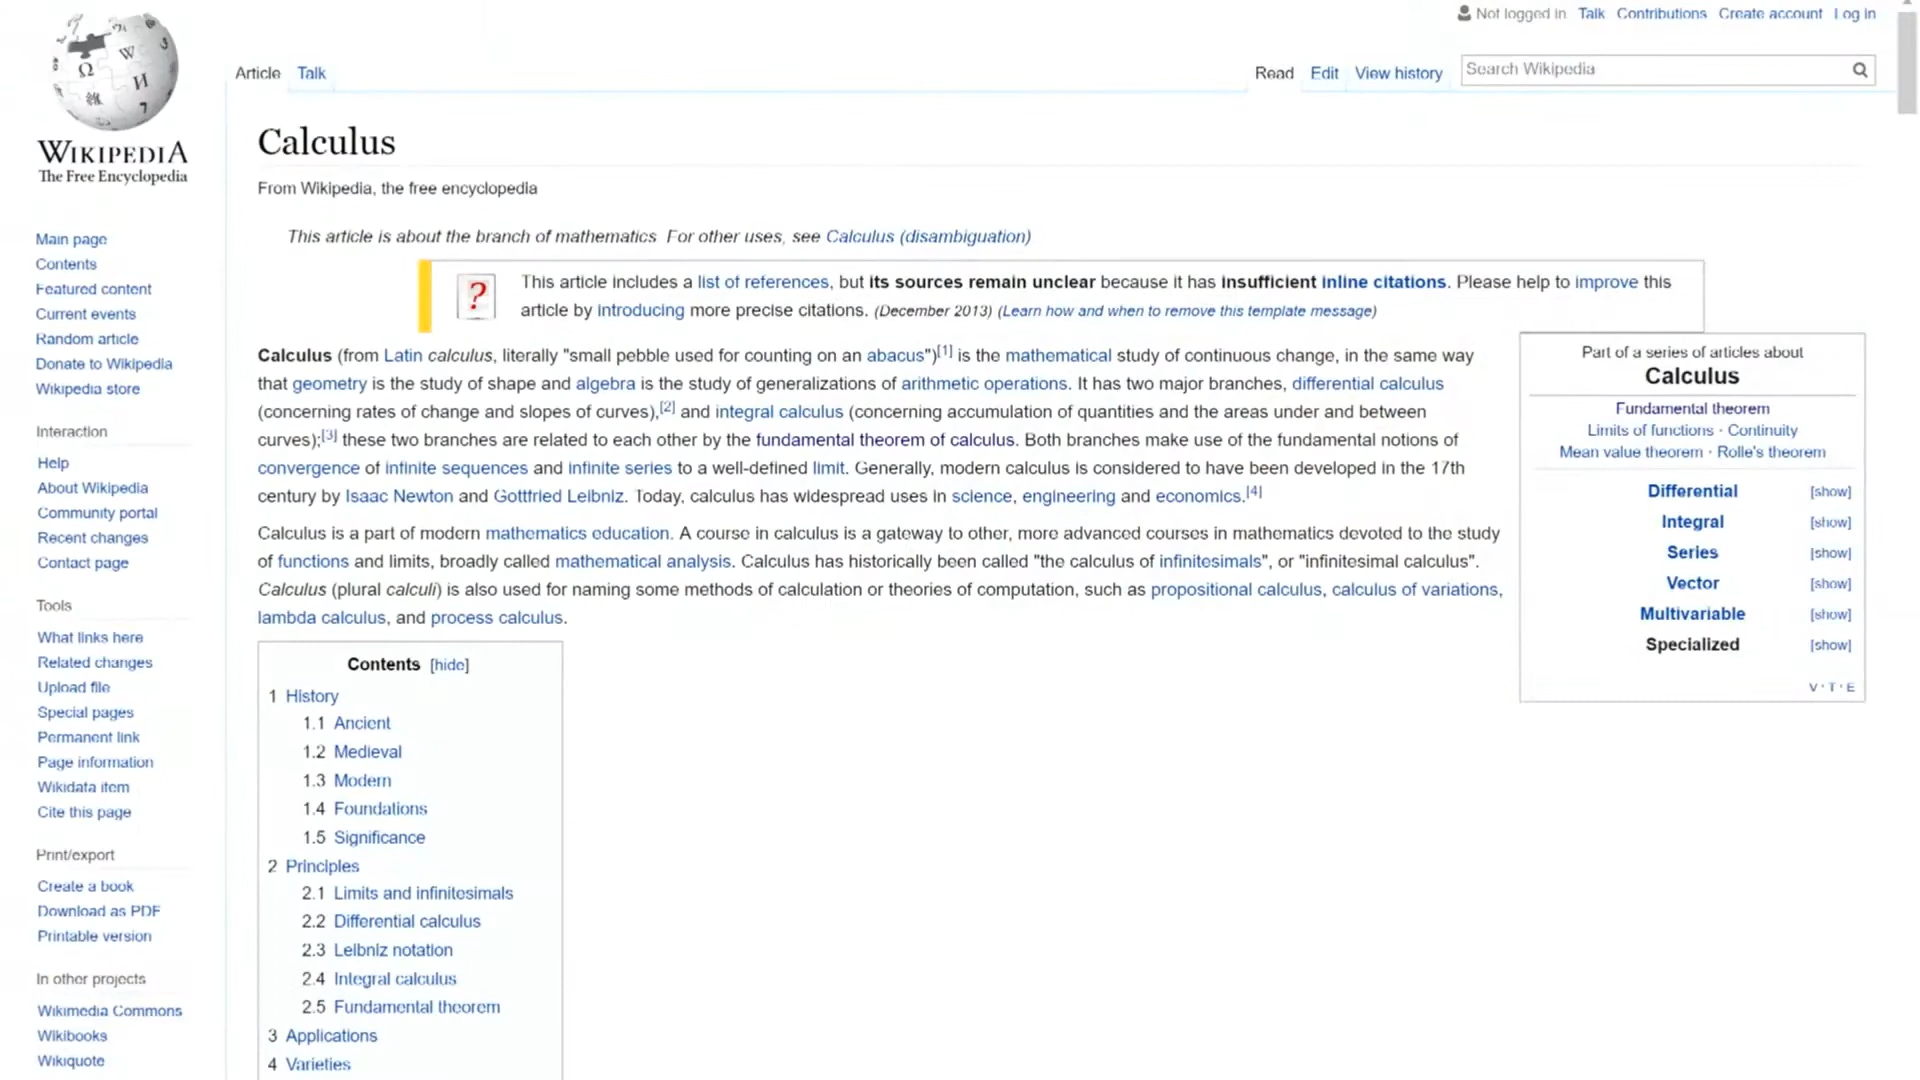 Not logged in Talk Contributions Create account Log in
Article Talk
Read Edit View history Search Wikipedia
WIKIPEDIA
The Free Encyclopedia
Main page
Contents
Featured content
Current events
Random article
Donate to Wikipedia
Wikipedia store
Interaction
Help
About Wikipedia
Community portal
Recent changes
Contact page
Tools
What links here
Related changes
Upload file
Special pages
Permanent link
Page information
Wikidata item
Cite this page
Print/export
Create a book
Download as PDF
Printable version
In other projects
Wikimedia Commons
Wikibooks
Wikiquote
Calculus
From Wikipedia, the free encyclopedia
This article is about the branch of mathematics For other uses, see Calculus (disambiguation)
?
This article includes a list of references, but its sources remain unclear because it has insufficient inline citations. Please help to improve this
article by introducing more precise citations. (December 2013) (Learn how and when to remove this template message)
Calculus (from Latin calculus, literally "small pebble used for counting on an abacus")[1] is the mathematical study of continuous change, in the same way
that geometry is the study of shape and algebra is the study of generalizations of arithmetic operations. It has two major branches, differential calculus
(concerning rates of change and slopes of curves),[2] and integral calculus (concerning accumulation of quantities and the areas under and between
curves);[3] these two branches are related to each other by the fundamental theorem of calculus. Both branches make use of the fundamental notions of
convergence of infinite sequences and infinite series to a well-defined limit. Generally, modern calculus is considered to have been developed in the 17th
century by Isaac Newton and Gottfried Leibniz. Today, calculus has widespread uses in science, engineering and economics.[4]
Calculus is a part of modern mathematics education. A course in calculus is a gateway to other, more advanced courses in mathematics devoted to the study
of functions and limits, broadly called mathematical analysis. Calculus has historically been called "the calculus of infinitesimals", or "infinitesimal calculus".
Calculus (plural calculi) is also used for naming some methods of calculation or theories of computation, such as propositional calculus, calculus of variations,
lambda calculus, and process calculus.
Part of a series of articles about
Calculus
Fundamental theorem
Limits of functions · Continuity
Mean value theorem · Rolle's theorem
Differential [show]
Integral [show]
Series [show]
Vector [show]
Multivariable [show]
Specialized [show]
V · T · E
Contents [hide]
1 History
1.1 Ancient
1.2 Medieval
1.3 Modern
1.4 Foundations
1.5 Significance
2 Principles
2.1 Limits and infinitesimals
2.2 Differential calculus
2.3 Leibniz notation
2.4 Integral calculus
2.5 Fundamental theorem
3 Applications
4 Varieties